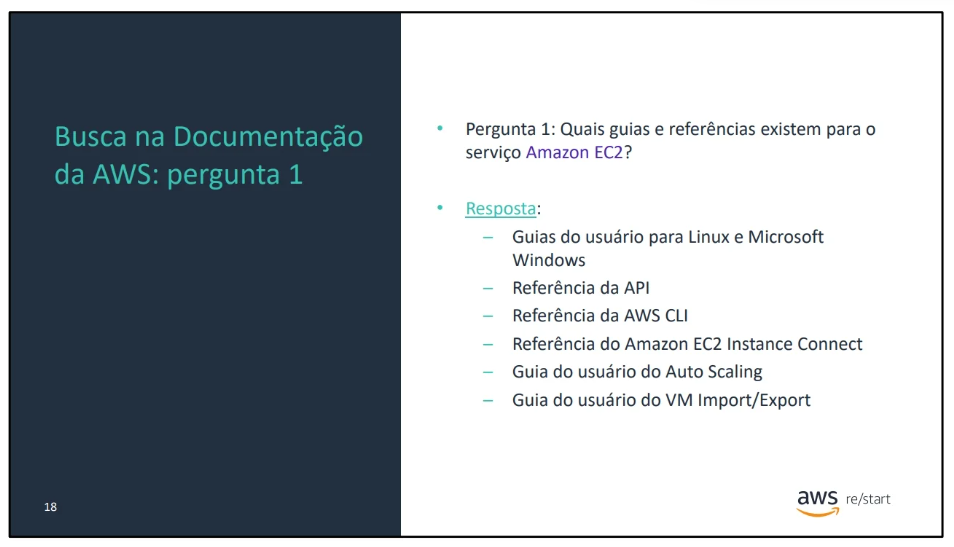 Busca na Documentação
da AWS: pergunta 1
• Pergunta 1: Quais guias e referências existem para o
serviço Amazon EC2?
• Resposta:
– Guias do usuário para Linux e Microsoft
Windows
– Referência da API
– Referência da AWS CLI
– Referência do Amazon EC2 Instance Connect
– Guia do usuário do Auto Scaling
– Guia do usuário do VM Import/Export
18
aws re/start